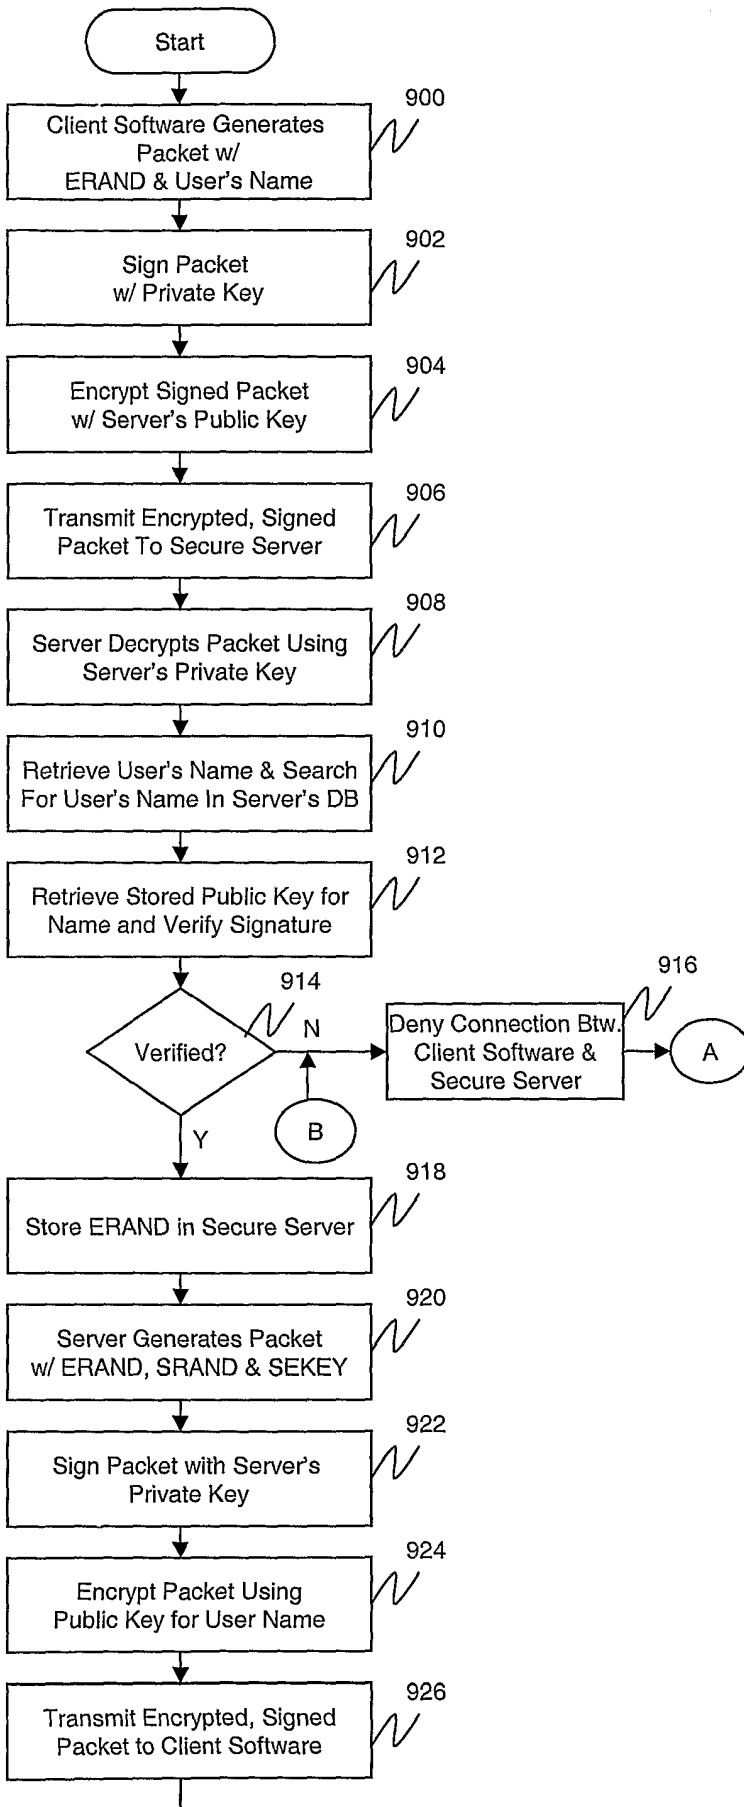 Start
900
Client Software Generates
Packet w/
ERAND & User's Name
902
Sign Packet
w/ Private Key
904
Encrypt Signed Packet
w/ Server's Public Key
906
Transmit Encrypted, Signed
Packet To Secure Server
908
Server Decrypts Packet Using
Server's Private Key
910
Retrieve User's Name & Search
For User's Name In Server's DB
912
Retrieve Stored Public Key for
Name and Verify Signature
914
916
Verified?
N
Deny Connection Btw.
Client Software &
Secure Server
A
B
Y
918
Store ERAND in Secure Server
920
Server Generates Packet
w/ ERAND, SRAND & SEKEY
922
Sign Packet with Server's
Private Key
924
Encrypt Packet Using
Public Key for User Name
926
Transmit Encrypted, Signed
Packet to Client Software